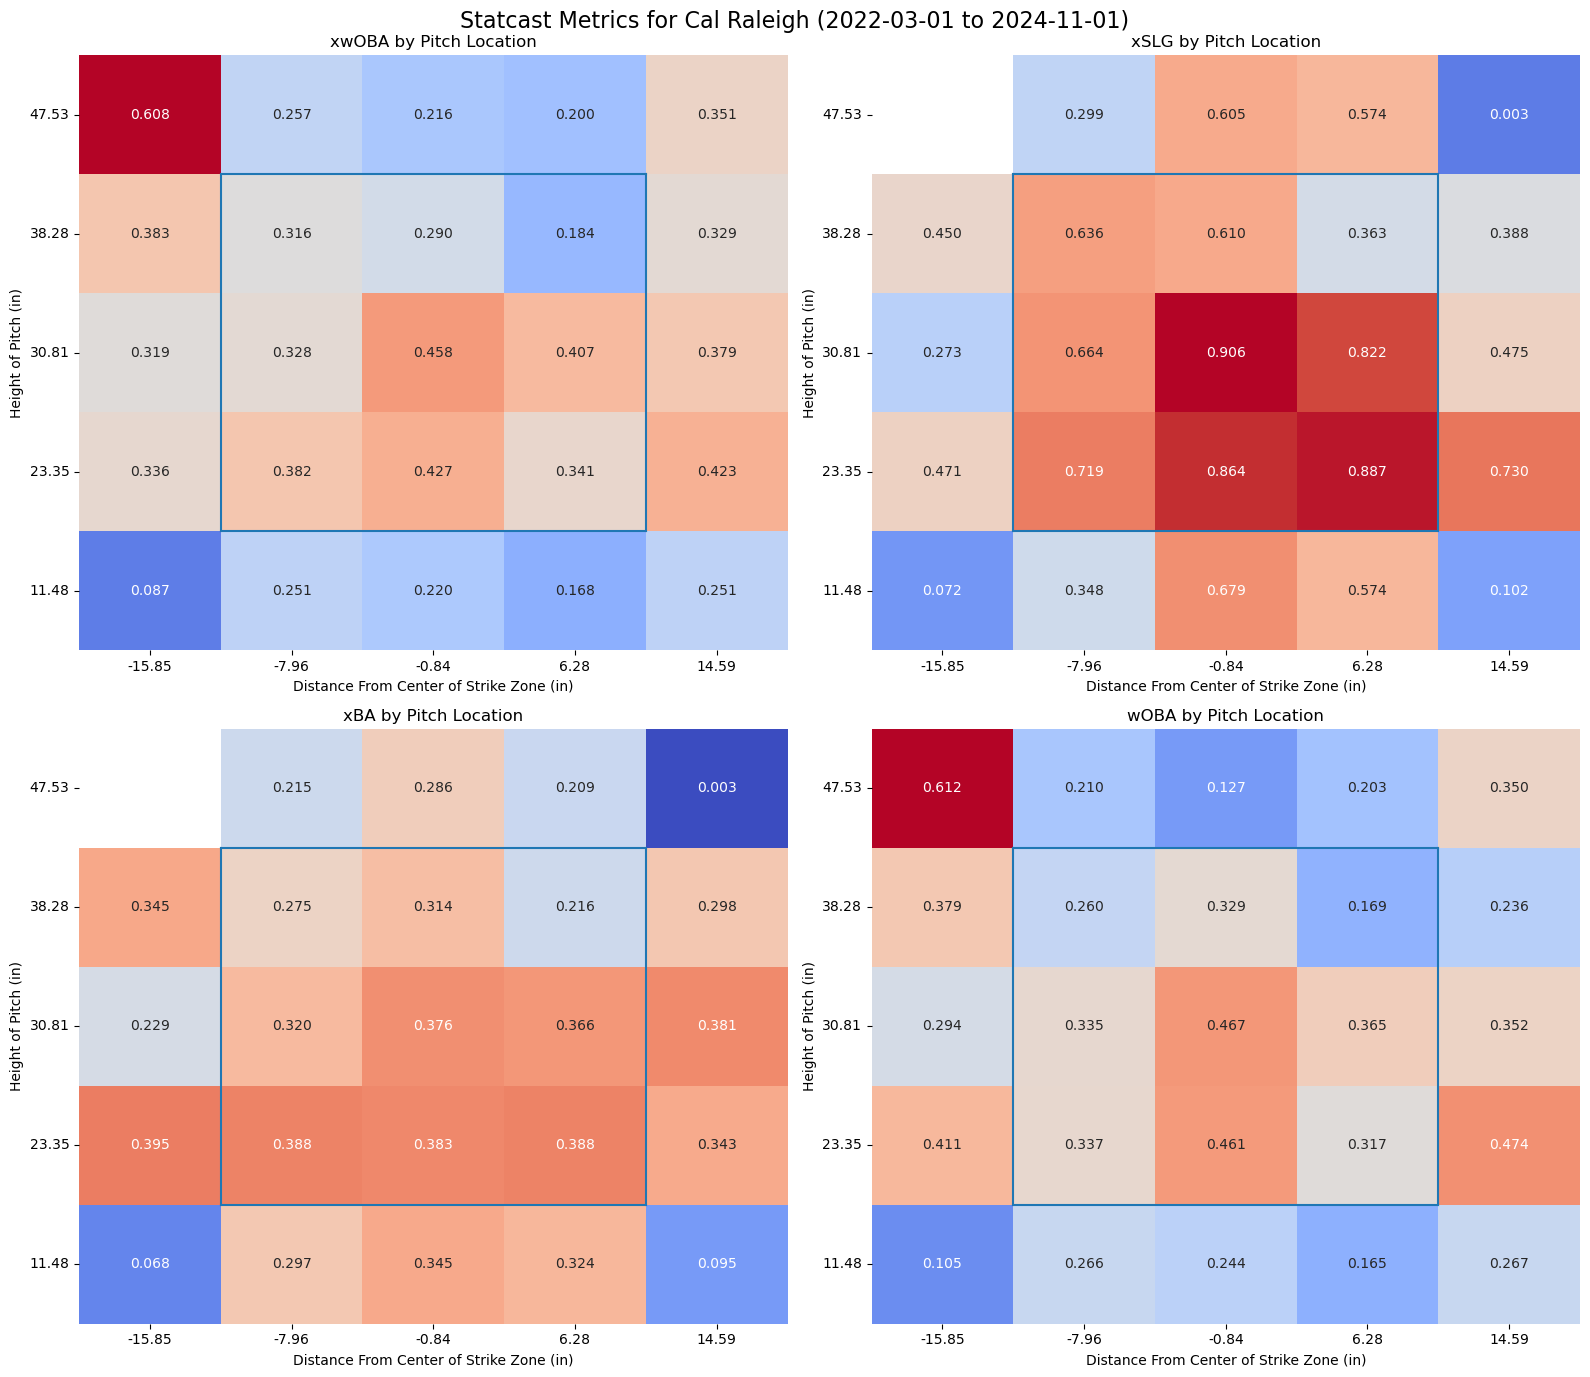 Statcast Metrics for Cal Raleigh (2022-03-01 to 2024-11-01)
xwOBA by Pitch Location
47.53 0.608 0.257 0.216 0.200 0.351
38.28 0.383 0.316 0.290 0.184 0.329
30.81 0.319 0.328 0.458 0.407 0.379
23.35 0.336 0.382 0.427 0.341 0.423
11.48 0.087 0.251 0.220 0.168 0.251
-15.85 -7.96 -0.84 6.28 14.59
Distance From Center of Strike Zone (in)
Height of Pitch (in)
xSLG by Pitch Location
47.53 0.299 0.605 0.574 0.003
38.28 0.450 0.636 0.610 0.363 0.388
30.81 0.273 0.664 0.906 0.822 0.475
23.35 0.471 0.719 0.864 0.887 0.730
11.48 0.072 0.348 0.679 0.574 0.102
-15.85 -7.96 -0.84 6.28 14.59
Distance From Center of Strike Zone (in)
Height of Pitch (in)
xBA by Pitch Location
47.53 0.215 0.286 0.209 0.003
38.28 0.345 0.275 0.314 0.216 0.298
30.81 0.229 0.320 0.376 0.366 0.381
23.35 0.395 0.388 0.383 0.388 0.343
11.48 0.068 0.297 0.345 0.324 0.095
-15.85 -7.96 -0.84 6.28 14.59
Distance From Center of Strike Zone (in)
Height of Pitch (in)
wOBA by Pitch Location
47.53 0.612 0.210 0.127 0.203 0.350
38.28 0.379 0.260 0.329 0.169 0.236
30.81 0.294 0.335 0.467 0.365 0.352
23.35 0.411 0.337 0.461 0.317 0.474
11.48 0.105 0.266 0.244 0.165 0.267
-15.85 -7.96 -0.84 6.28 14.59
Distance From Center of Strike Zone (in)
Height of Pitch (in)